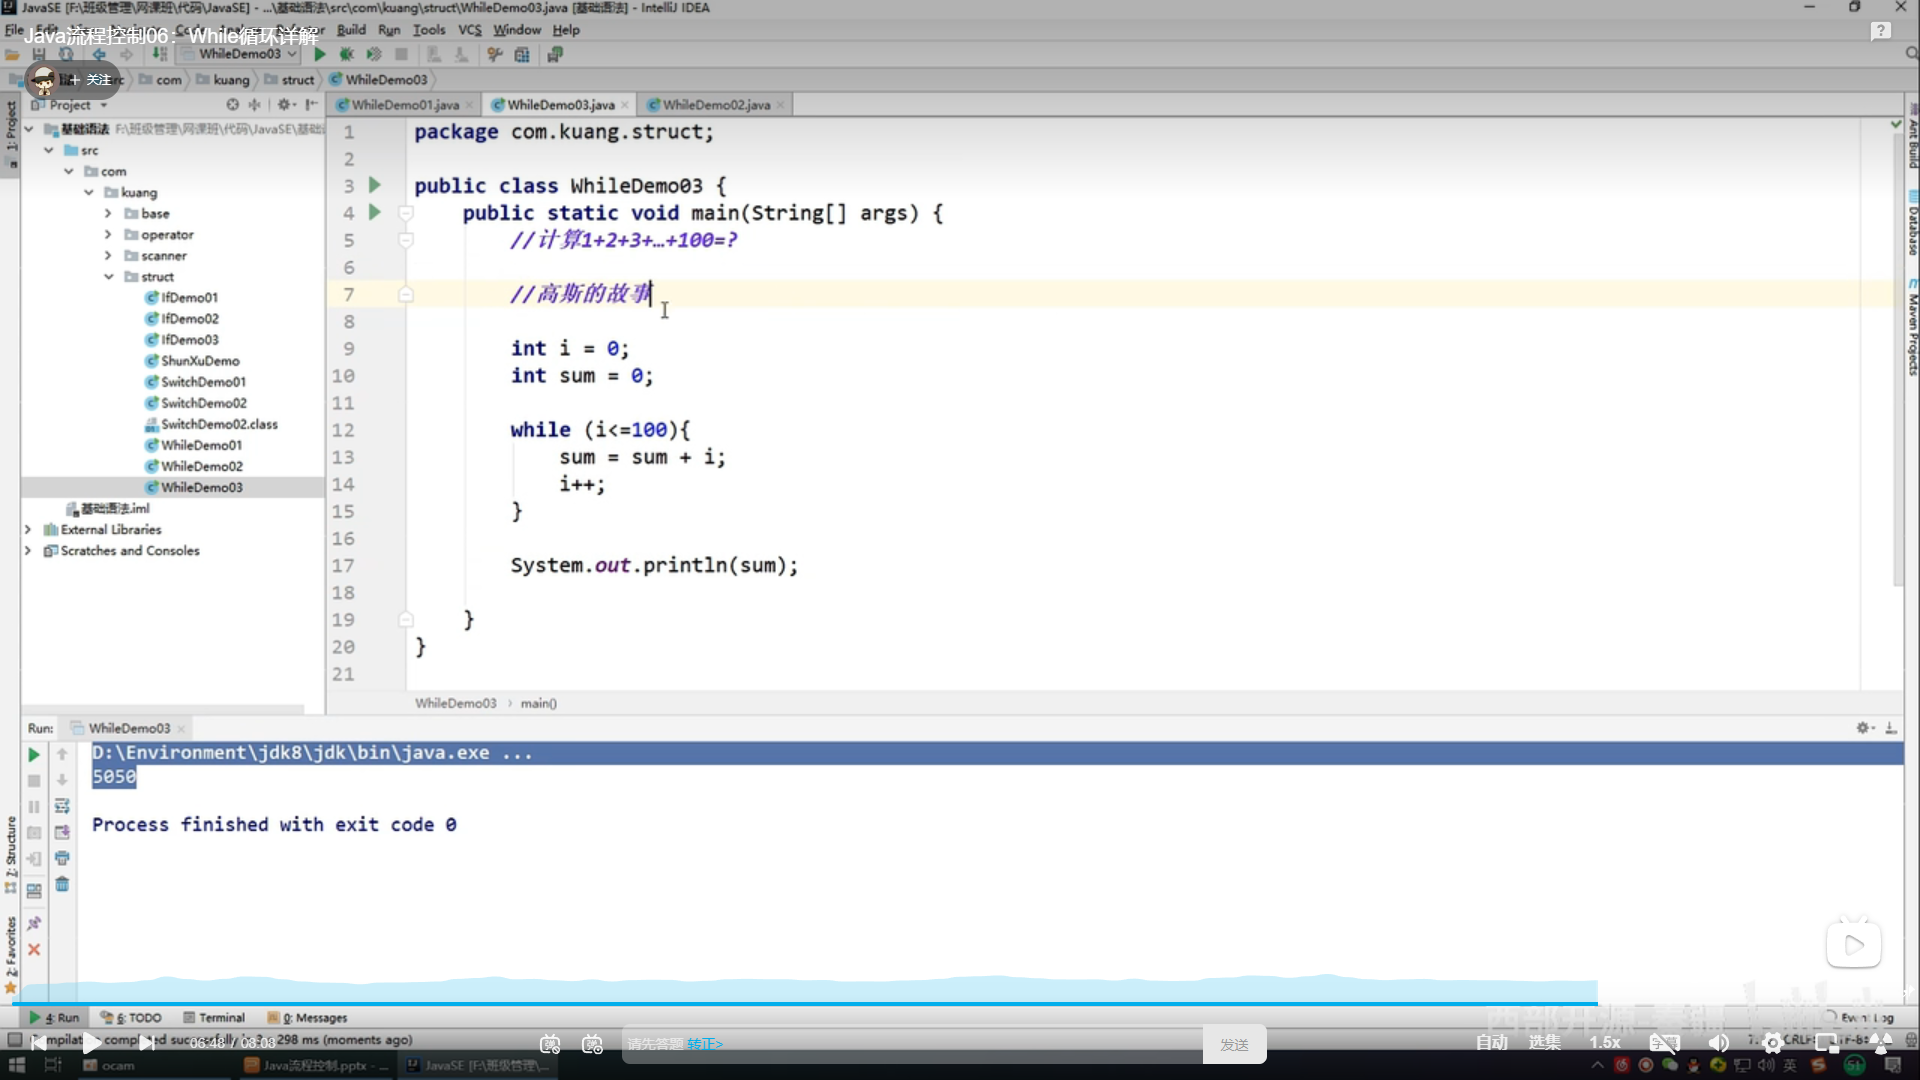 JavaSE [F:\班级管理\网课班\代码\JavaSE] - ...\基础语法\src\com\kuang\struct\WhileDemo03.java [基础语法] - IntelliJ IDEA
File
Build Run Tools VCS Window Help
Java流程控制06：While循环详解
WhileDemo03
+ 关注
com kuang struct WhileDemo03
1: Project
Project
WhileDemo01.java WhileDemo03.java WhileDemo02.java
基础语法 F:\班级管理\网课班\代码\JavaSE\基础
src
com
kuang
base
operator
scanner
struct
IfDemo01
IfDemo02
IfDemo03
ShunXuDemo
SwitchDemo01
SwitchDemo02
SwitchDemo02.class
WhileDemo01
WhileDemo02
WhileDemo03
基础语法.iml
External Libraries
Scratches and Consoles
1 package com.kuang.struct;
2
3 public class WhileDemo03 {
4 public static void main(String[] args) {
5 //计算1+2+3+…+100=?
6
7 //高斯的故事
8
9 int i = 0;
10 int sum = 0;
11
12 while (i<=100){
13 sum = sum + i;
14 i++;
15 }
16
17 System.out.println(sum);
18
19 }
20 }
21
Ant Build
Database
Maven Projects
WhileDemo03 › main()
Run: WhileDemo03
D:\Environment\jdk8\jdk\bin\java.exe ...
5050
Process finished with exit code 0
Z: Structure
2: Favorites
4: Run 6: TODO Terminal 0: Messages
Event Log
06:48 / 08:08
298 ms (moments ago)
请先答题 转正>
发送
自动 选集 1.5x 字幕
ocam
Java流程控制.pptx - ...
JavaSE [F:\班级管理\...
英
51